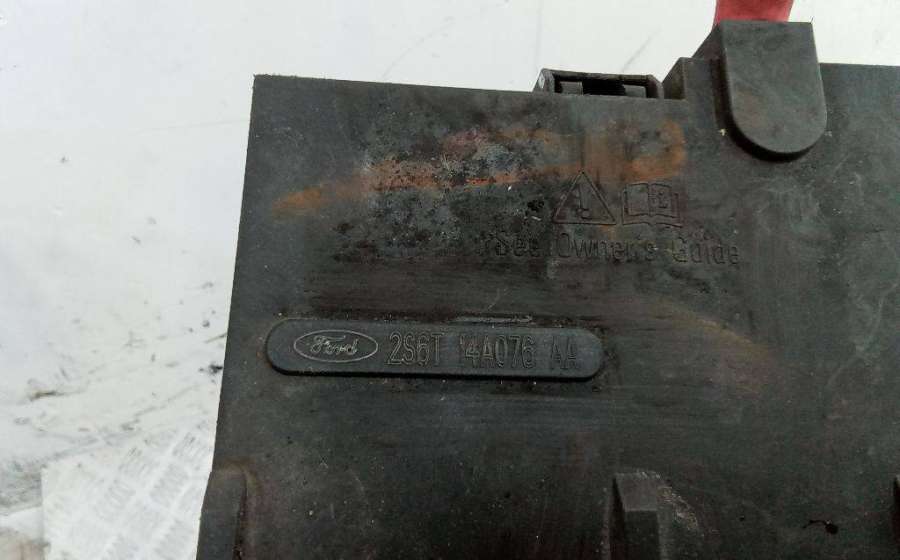 See Owner's Guide
Ford 2S6T 14A076 AA